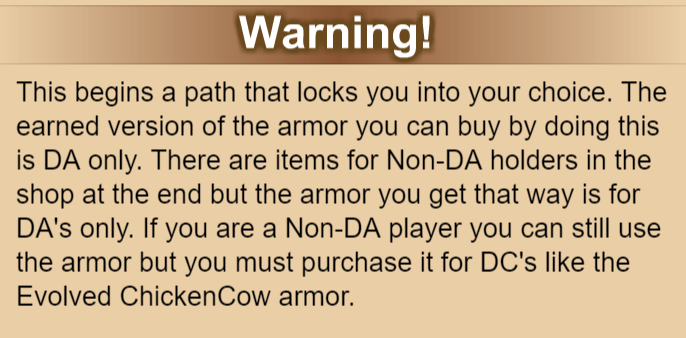 Warning!
This begins a path that locks you into your choice. The
earned version of the armor you can buy by doing this
is DA only. There are items for Non-DA holders in the
shop at the end but the armor you get that way is for
DA's only. If you are a Non-DA player you can still use
the armor but you must purchase it for DC's like the
Evolved ChickenCow armor.